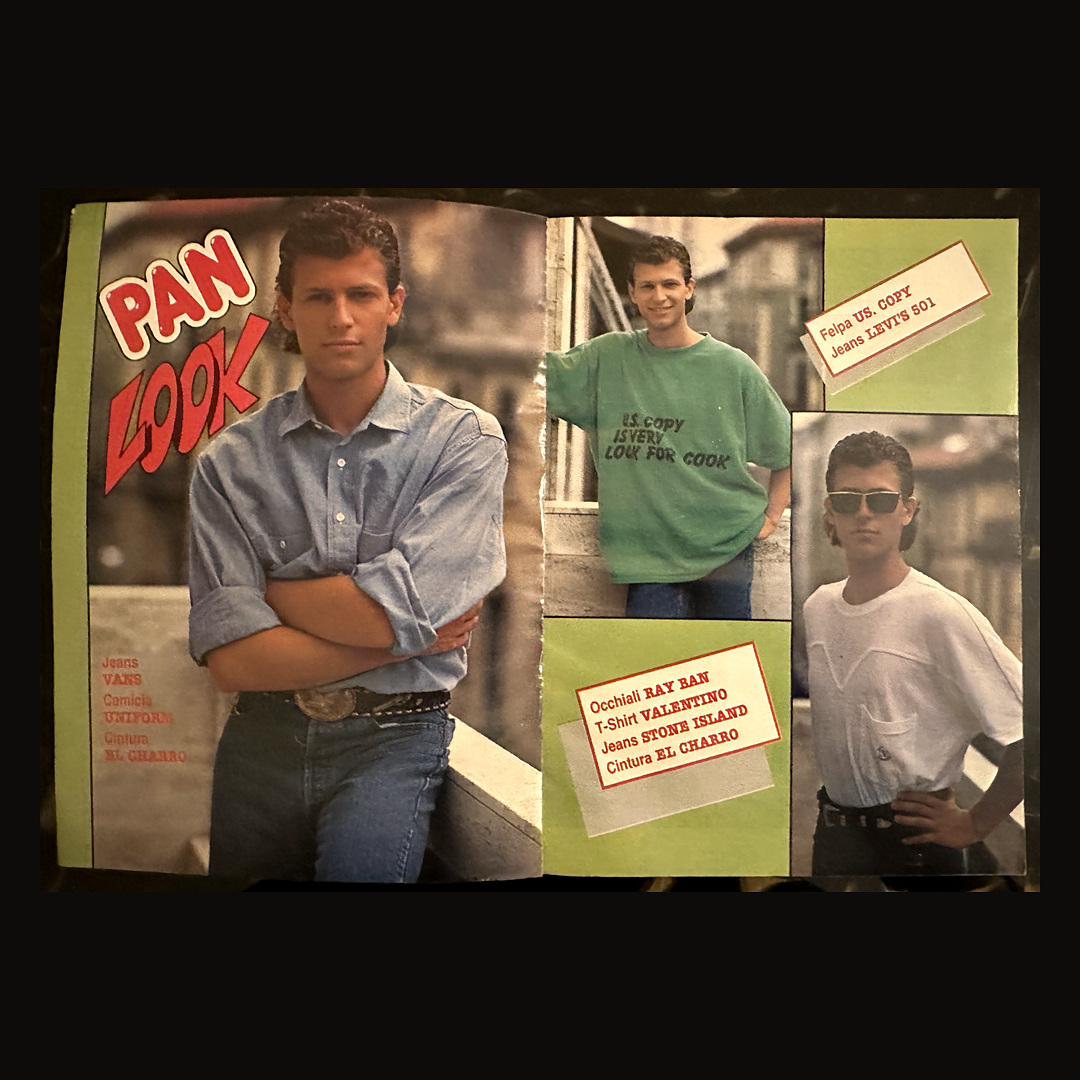 PAN
LOOK
Jeans
VANS
Camicia
UNIFORM
Cintura
EL CHARRO
U.S. COPY
IS VERY
LOOK FOR COOK
Felpa US. COPY
Jeans LEVI'S 501
Occhiali RAY BAN
T-Shirt VALENTINO
Jeans STONE ISLAND
Cintura EL CHARRO